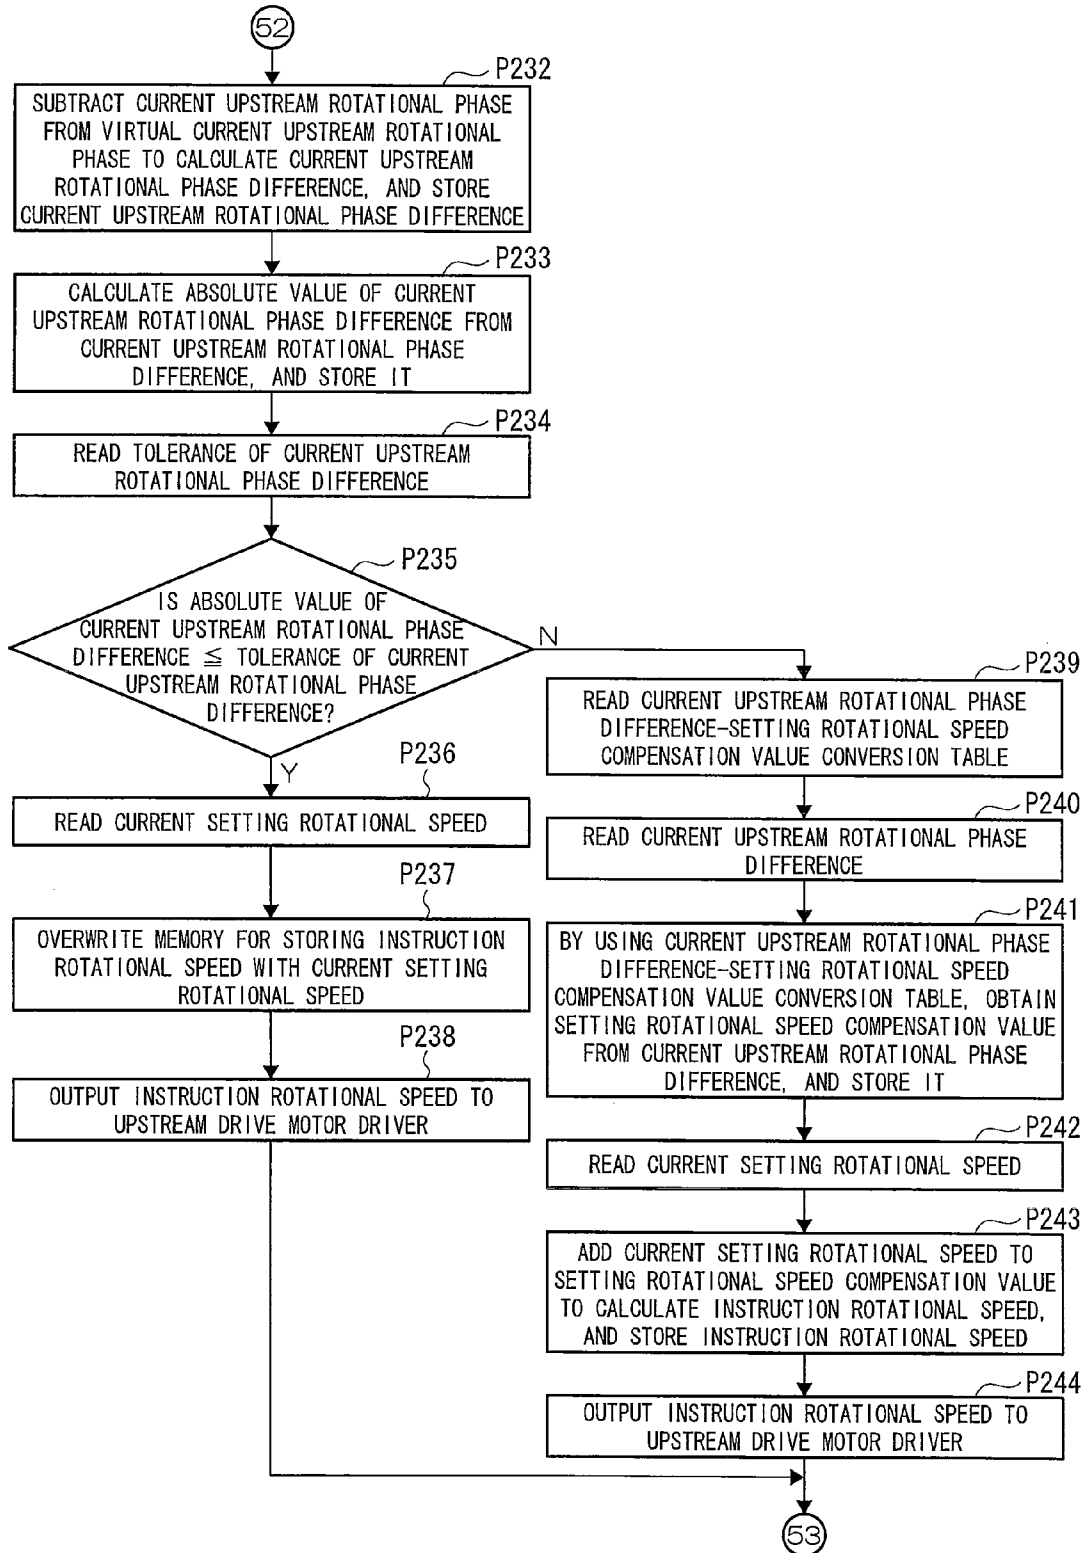 52
P232
SUBTRACT CURRENT UPSTREAM ROTATIONAL PHASE
FROM VIRTUAL CURRENT UPSTREAM ROTATIONAL
PHASE TO CALCULATE CURRENT UPSTREAM
ROTATIONAL PHASE DIFFERENCE, AND STORE
CURRENT UPSTREAM ROTATIONAL PHASE DIFFERENCE
P233
CALCULATE ABSOLUTE VALUE OF CURRENT
UPSTREAM ROTATIONAL PHASE DIFFERENCE FROM
CURRENT UPSTREAM ROTATIONAL PHASE
DIFFERENCE, AND STORE IT
P234
READ TOLERANCE OF CURRENT UPSTREAM
ROTATIONAL PHASE DIFFERENCE
P235
IS ABSOLUTE VALUE OF
CURRENT UPSTREAM ROTATIONAL PHASE
DIFFERENCE ≦ TOLERANCE OF CURRENT
UPSTREAM ROTATIONAL PHASE
DIFFERENCE?
N
Y
P236
READ CURRENT SETTING ROTATIONAL SPEED
P237
OVERWRITE MEMORY FOR STORING INSTRUCTION
ROTATIONAL SPEED WITH CURRENT SETTING
ROTATIONAL SPEED
P238
OUTPUT INSTRUCTION ROTATIONAL SPEED TO
UPSTREAM DRIVE MOTOR DRIVER
P239
READ CURRENT UPSTREAM ROTATIONAL PHASE
DIFFERENCE-SETTING ROTATIONAL SPEED
COMPENSATION VALUE CONVERSION TABLE
P240
READ CURRENT UPSTREAM ROTATIONAL PHASE
DIFFERENCE
P241
BY USING CURRENT UPSTREAM ROTATIONAL PHASE
DIFFERENCE-SETTING ROTATIONAL SPEED
COMPENSATION VALUE CONVERSION TABLE, OBTAIN
SETTING ROTATIONAL SPEED COMPENSATION VALUE
FROM CURRENT UPSTREAM ROTATIONAL PHASE
DIFFERENCE, AND STORE IT
P242
READ CURRENT SETTING ROTATIONAL SPEED
P243
ADD CURRENT SETTING ROTATIONAL SPEED TO
SETTING ROTATIONAL SPEED COMPENSATION VALUE
TO CALCULATE INSTRUCTION ROTATIONAL SPEED,
AND STORE INSTRUCTION ROTATIONAL SPEED
P244
OUTPUT INSTRUCTION ROTATIONAL SPEED TO
UPSTREAM DRIVE MOTOR DRIVER
53